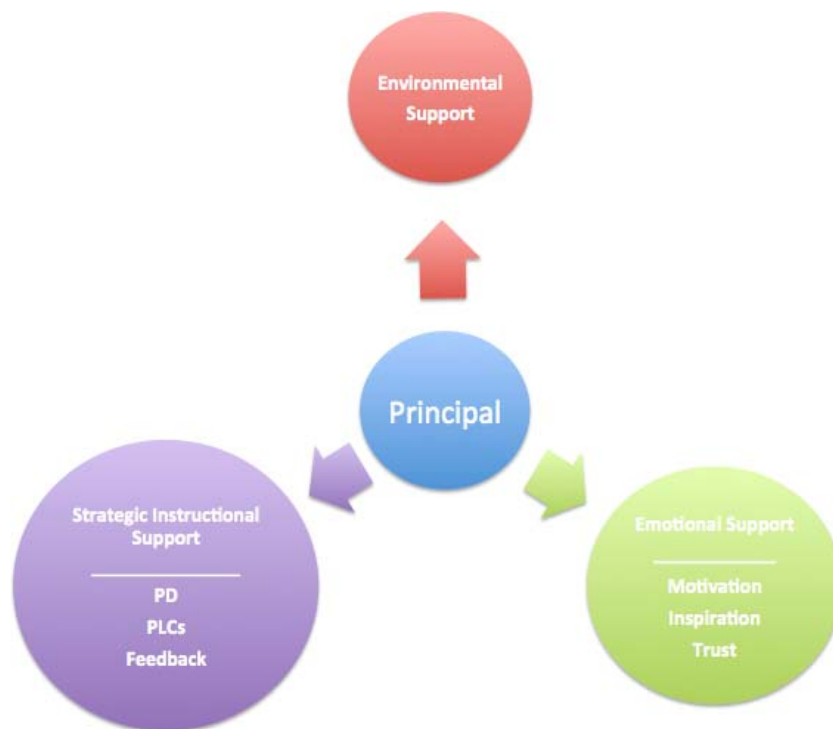 Environmental
Support
Principal
Strategic Instructional
Support
PD
PLCs
Feedback
Emotional Support
Motivation
Inspiration
Trust